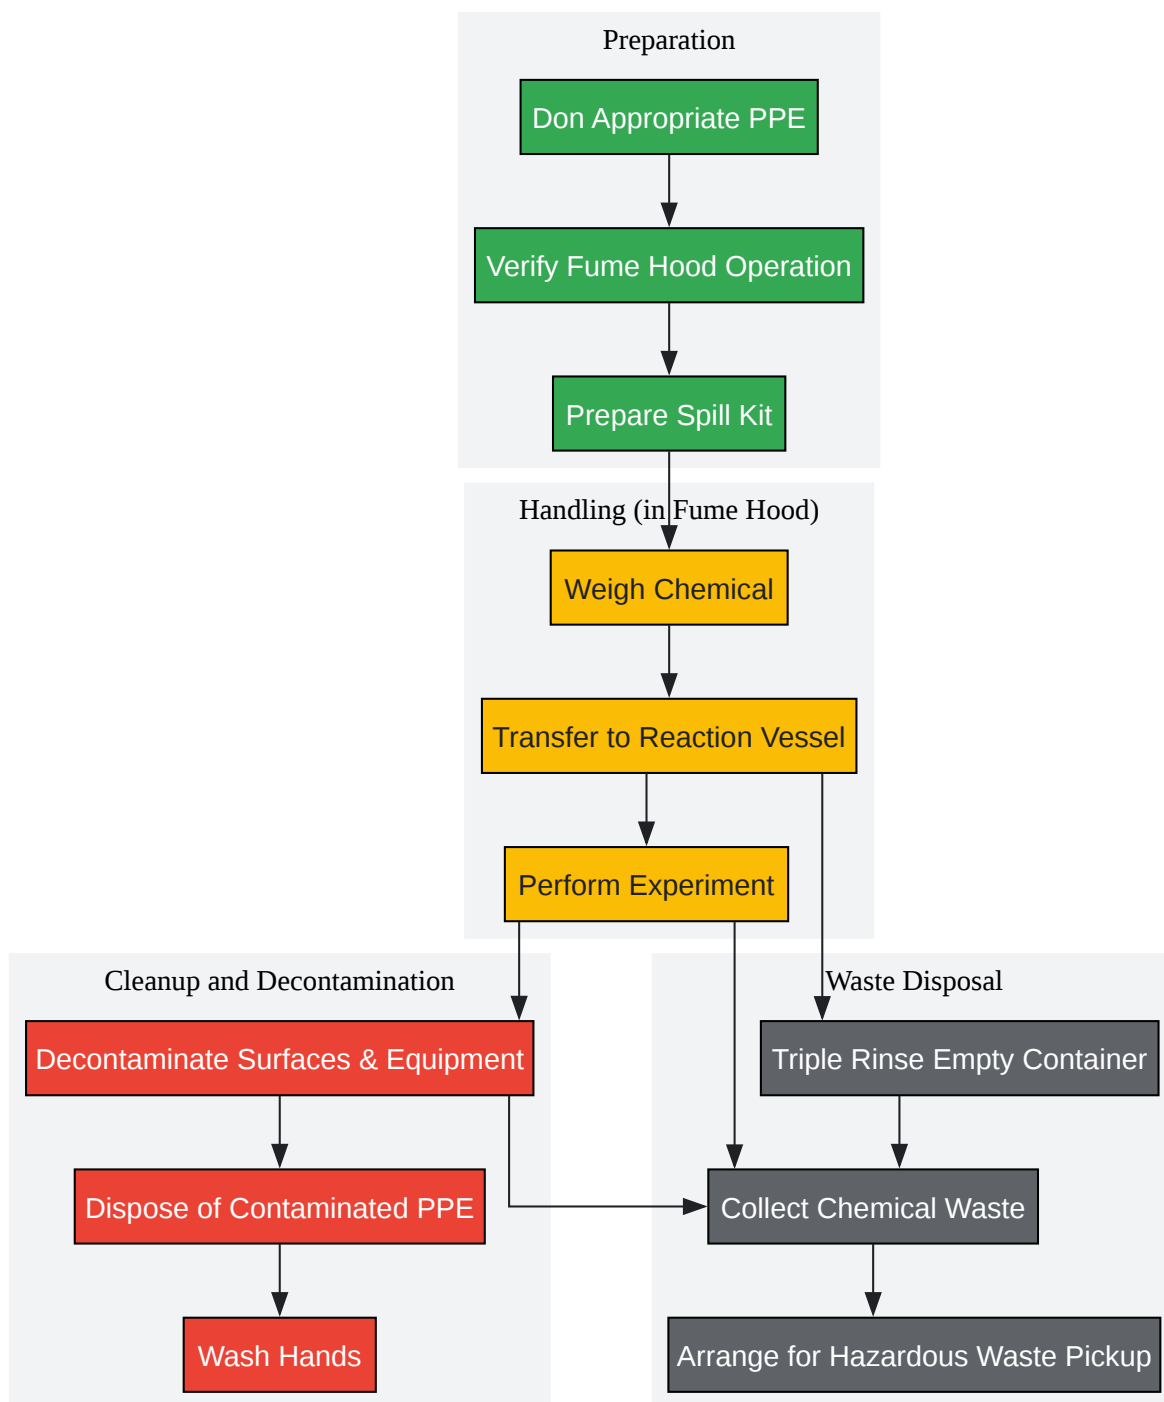 Preparation
Don Appropriate PPE
Verify Fume Hood Operation
Prepare Spill Kit
Handling (in Fume Hood)
Weigh Chemical
Transfer to Reaction Vessel
Perform Experiment
Cleanup and Decontamination
Decontaminate Surfaces & Equipment
Dispose of Contaminated PPE
Wash Hands
Waste Disposal
Triple Rinse Empty Container
Collect Chemical Waste
Arrange for Hazardous Waste Pickup